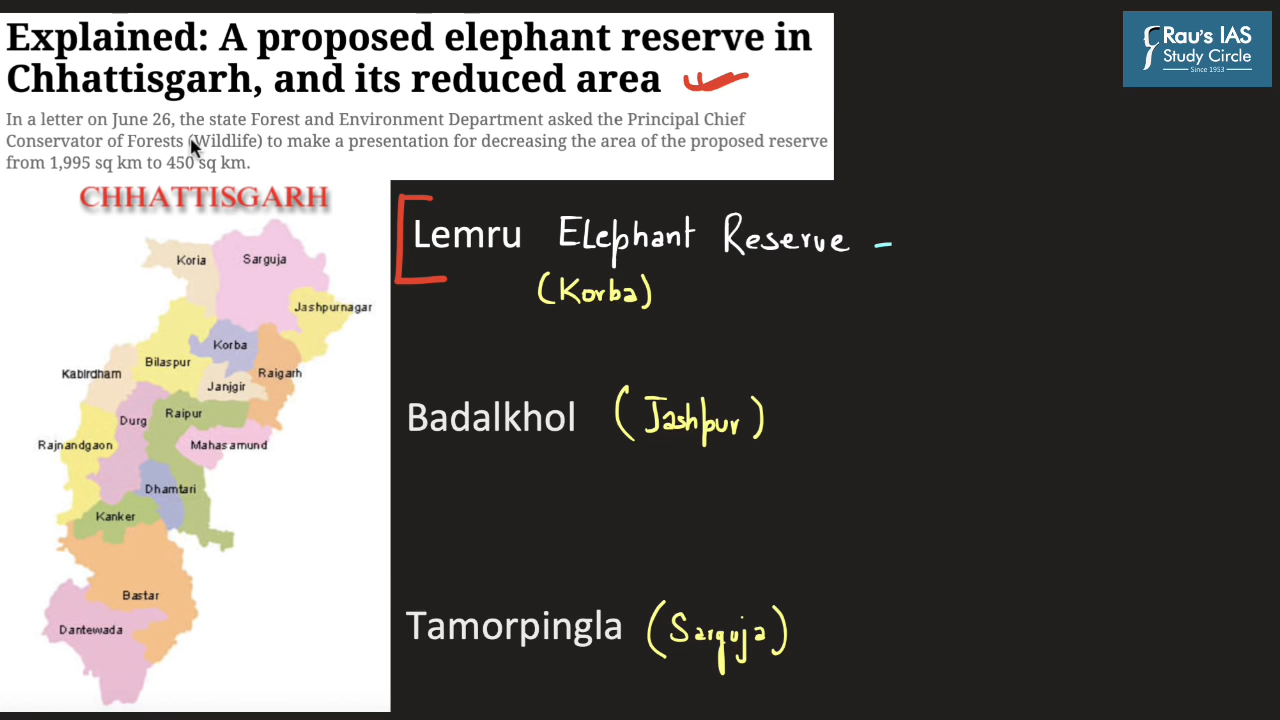 Explained: A proposed elephant reserve in
Chhattisgarh, and its reduced area
In a letter on June 26, the state Forest and Environment Department asked the Principal Chief
Conservator of Forests (Wildlife) to make a presentation for decreasing the area of the proposed reserve
from 1,995 sq km to 450 sq km.
Rau's IAS
Study Circle
Since 1953
CHHATTISGARH
Koria
Sarguja
Jashpurnagar
Korba
Bilaspur
Kabirdham
Raigarh
Janjgir
Raipur
Durg
Rajnandgaon
Mahasamund
Dhamtari
Kanker
Bastar
Dantewada
Lemru Elephant Reserve -
(Korba)
Badalkhol (Jashpur)
Tamorpingla (Sarguja)